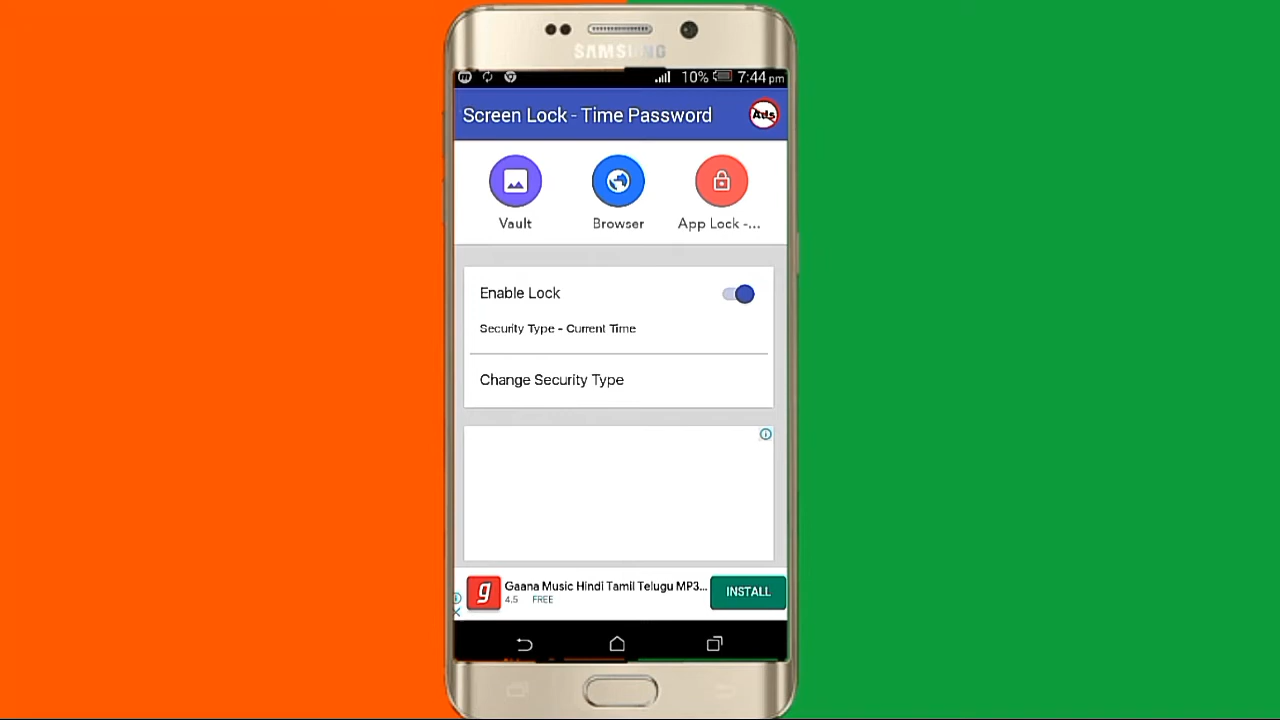 SAMSUNG
10% 7:44 pm
Screen Lock - Time Password
Ads
Vault
Browser
App Lock -...
Enable Lock
Security Type - Current Time
Change Security Type
g
Gaana Music Hindi Tamil Telugu MP3...
4.5 FREE
INSTALL